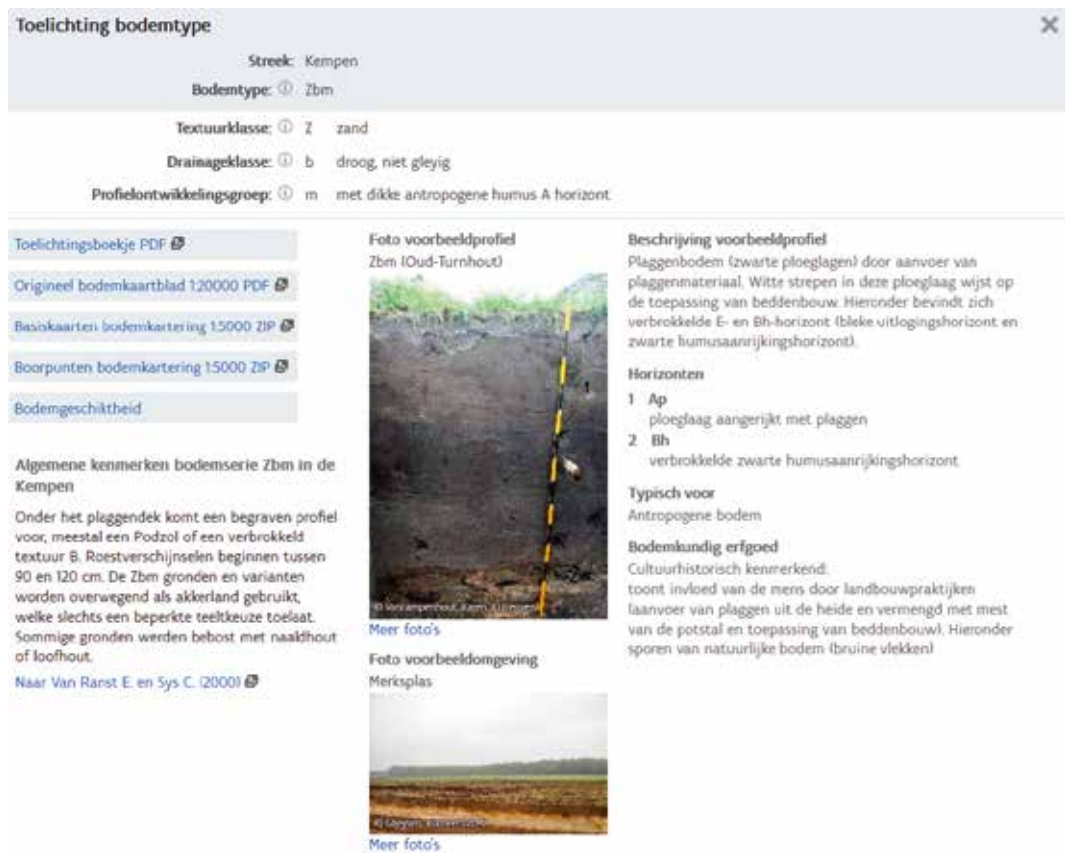 Toelichting bodemtype
Streek: Kempen
Bodemtype: Zbm
Textuurklasse: Z zand
Drainageklasse: b droog, niet gleyig
Profielontwikkelingsgroep: m met dikke antropogene humus A horizont
Toelichtingsboekje PDF
Origineel bodemkaartblad 1:20000 PDF
Basiskaarten bodemkartering 1:5000 ZIP
Boorpunten bodemkartering 1:5000 ZIP
Bodemgeschiktheid
Algemene kenmerken bodemserie Zbm in de
Kempen
Onder het plaggendek komt een begraven profiel
voor, meestal een Podzol of een verbrokkeld
textuur B. Roestverschijnselen beginnen tussen
90 en 120 cm. De Zbm gronden en varianten
worden overwegend als akkerland gebruikt,
welke slechts een beperkte teeltkeuze toelaat.
Sommige gronden werden bebost met naaldhout
of loofhout.
Naar Van Ranst E. en Sys C. (2000)
Foto voorbeeldprofiel
Zbm (Oud-Turnhout)
1
2
Meer foto's
Foto voorbeeldomgeving
Merksplas
Meer foto's
Beschrijving voorbeeldprofiel
Plaggenbodem (zwarte ploeglagen) door aanvoer van
plaggenmateriaal. Witte strepen in deze ploeglaag wijst op
de toepassing van beddenbouw. Hieronder bevindt zich
verbrokkelde E- en Bh-horizont (bleke uitlogingshorizont en
zwarte humusaanrijkingshorizont).
Horizonten
1 Ap
ploeglaag aangerijkt met plaggen
2 Bh
verbrokkelde zwarte humusaanrijkingshorizont
Typisch voor
Antropogene bodem
Bodemkundig erfgoed
Cultuurhistorisch kenmerkend:
toont invloed van de mens door landbouwpraktijken
(aanvoer van plaggen uit de heide en vermengd met mest
van de potstal en toepassing van beddenbouw). Hieronder
sporen van natuurlijke bodem (bruine vlekken)